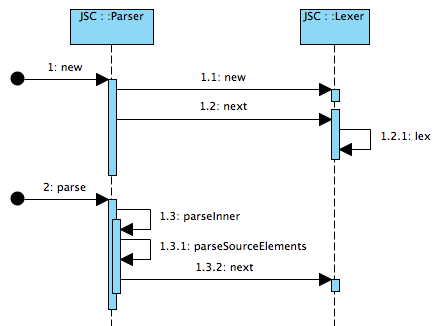 JSC : :Parser
JSC : :Lexer
1: new
1.1: new
1.2: next
1.2.1: lex
2: parse
1.3: parseInner
1.3.1: parseSourceElements
1.3.2: next